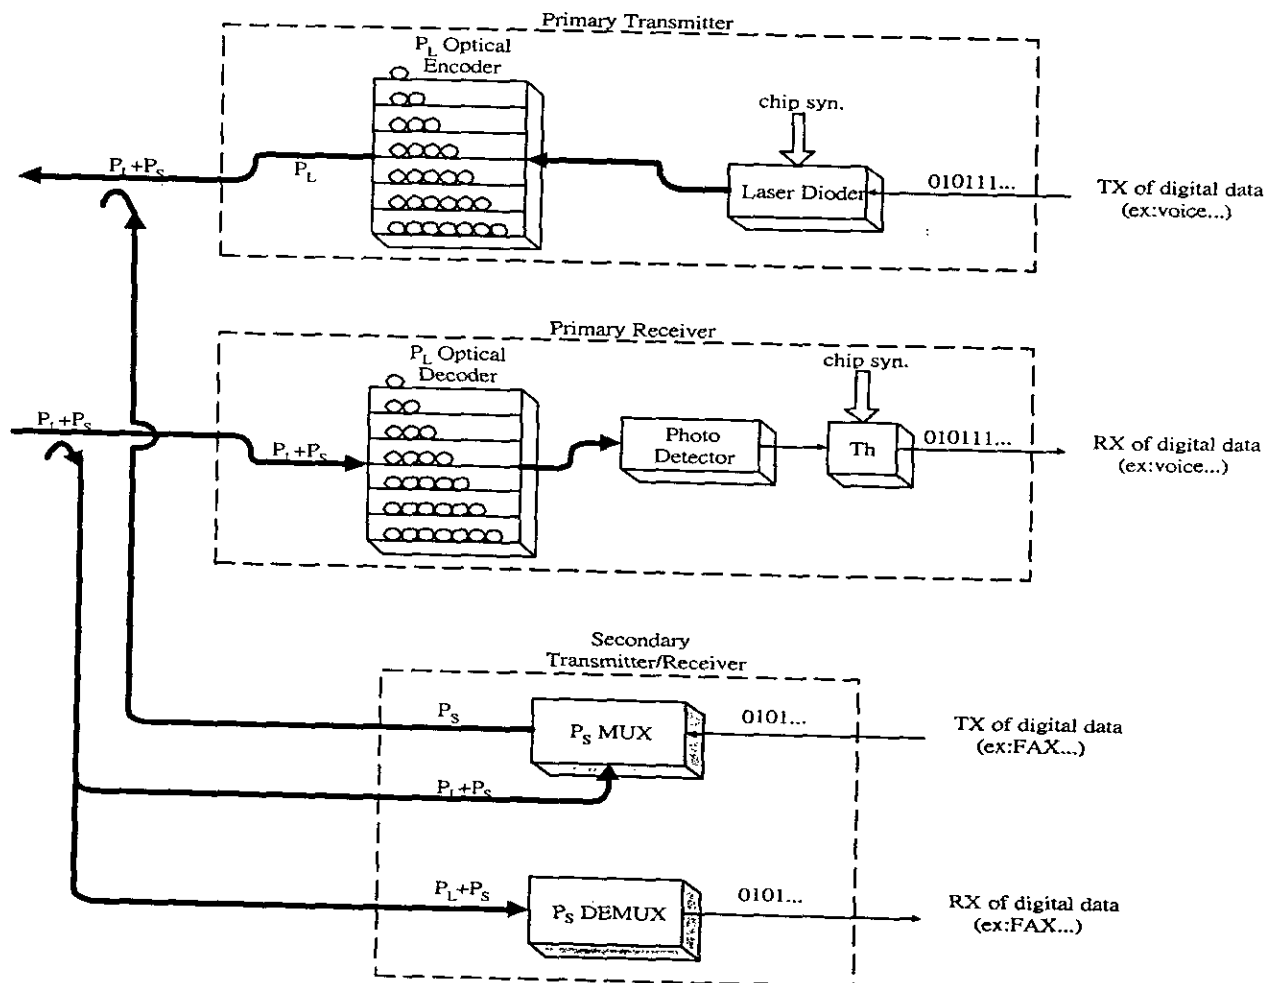 Primary Transmitter
P_L Optical
Encoder
chip syn.
P_L+P_S
P_L
Laser Dioder
010111...
TX of digital data
(ex:voice...)
Primary Receiver
P_L Optical
Decoder
chip syn.
P_L+P_S
P_L+P_S
Photo
Detector
Th
010111...
RX of digital data
(ex:voice...)
Secondary
Transmitter/Receiver
P_S
P_S MUX
0101...
TX of digital data
(ex:FAX...)
P_L+P_S
P_L+P_S
P_S DEMUX
0101...
RX of digital data
(ex:FAX...)